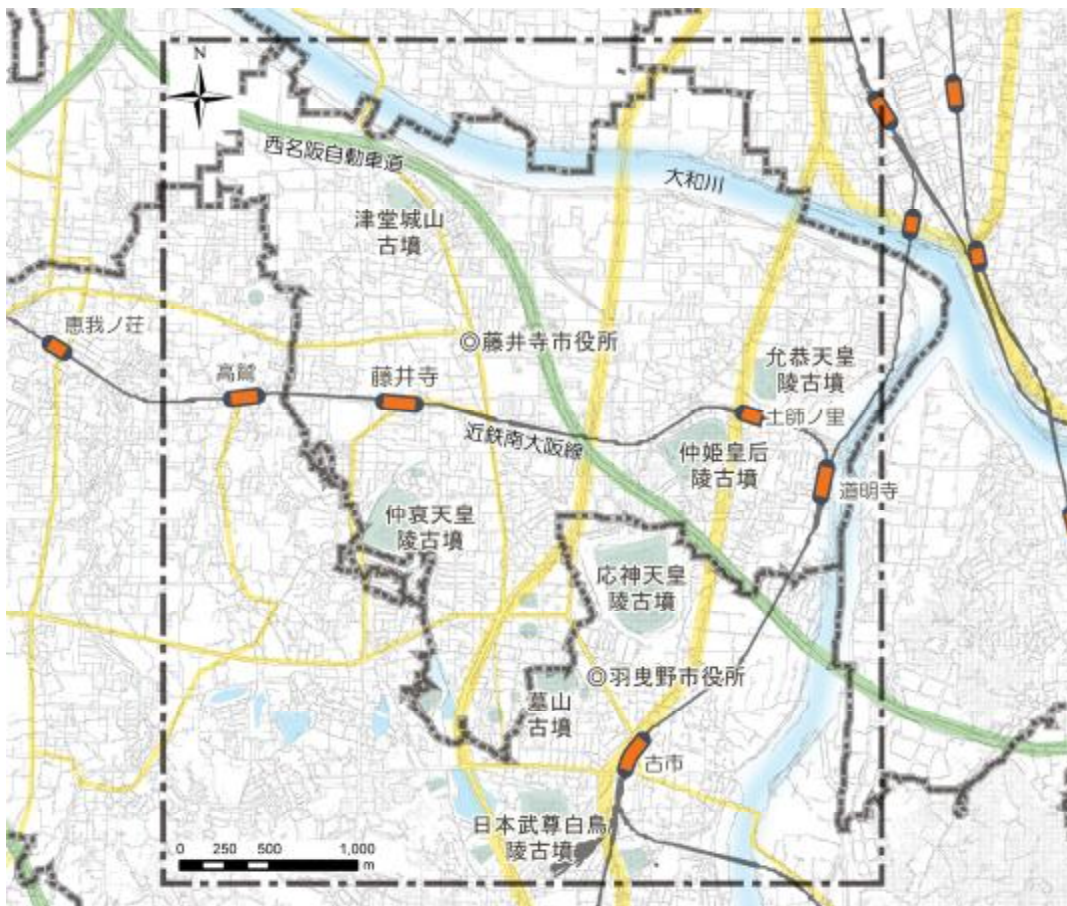 N
西名阪自動車道
大和川
津堂城山
古墳
恵我ノ荘
◎藤井寺市役所
高鷲
藤井寺
允恭天皇
陵古墳
土師ノ里
近鉄南大阪線
仲姫皇后
陵古墳
道明寺
仲哀天皇
陵古墳
応神天皇
陵古墳
◎羽曳野市役所
墓山
古墳
古市
日本武尊白鳥
陵古墳
0 250 500 1,000
m